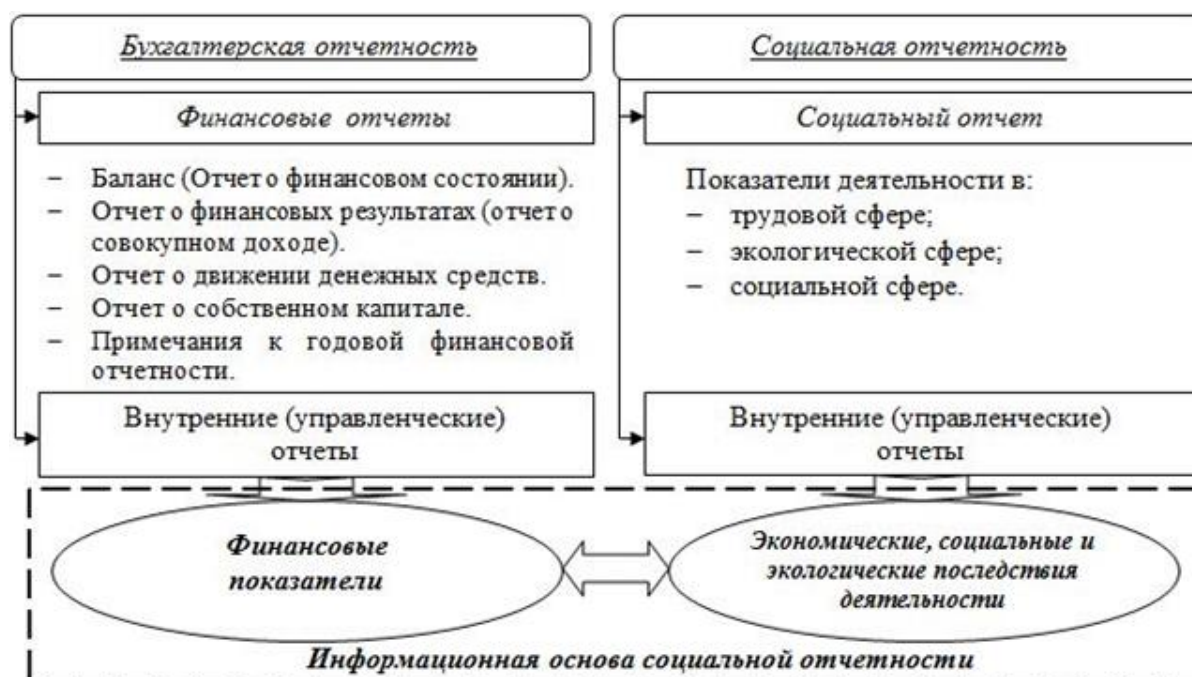 Бухгалтерская отчетность
Финансовые отчеты
– Баланс (Отчет о финансовом состоянии).
– Отчет о финансовых результатах (отчет о
совокупном доходе).
– Отчет о движении денежных средств.
– Отчет о собственном капитале.
– Примечания к годовой финансовой
отчетности.
Внутренние (управленческие)
отчеты
Социальная отчетность
Социальный отчет
Показатели деятельности в:
– трудовой сфере;
– экологической сфере;
– социальной сфере.
Внутренние (управленческие)
отчеты
Финансовые
показатели
Экономические, социальные и
экологические последствия
деятельности
Информационная основа социальной отчетности